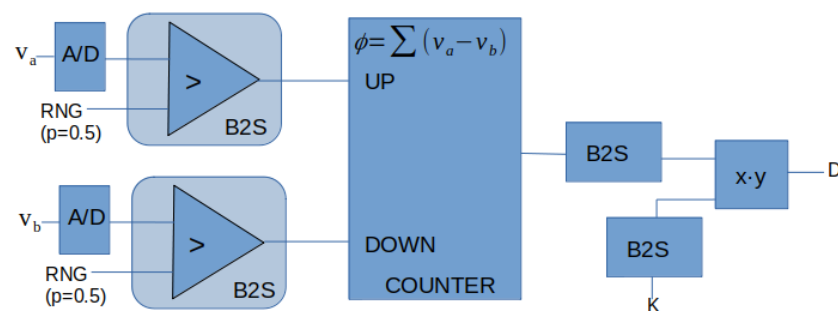 v_a
A/D
>
RNG
(p=0.5)
B2S
ϕ=∑(v_a−v_b)
UP
v_b
A/D
>
RNG
(p=0.5)
B2S
DOWN
COUNTER
B2S
x·y
D
B2S
K